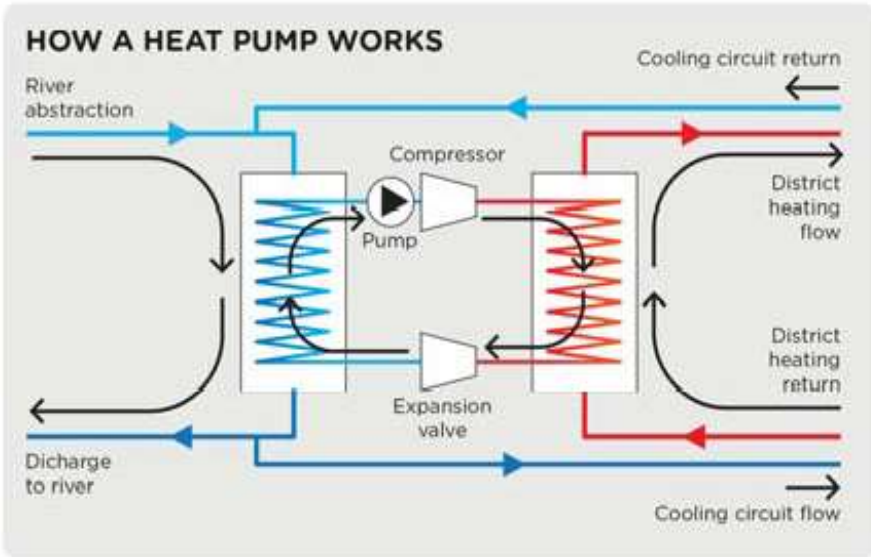 HOW A HEAT PUMP WORKS
Cooling circuit return
River
abstraction
Compressor
District
heating
flow
Pump
District
heating
return
Expansion
valve
Dicharge
to river
Cooling circuit flow